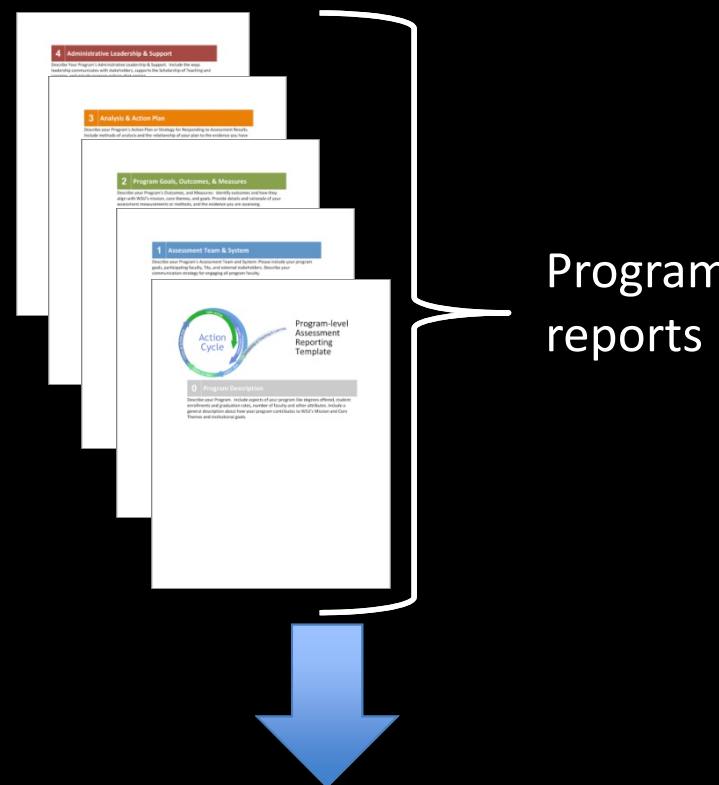 4 Administrative Leadership & Support
Describe Your Program's Administrative Leadership & Support. Include the ways
leadership communicates with stakeholders, supports the Scholarship of Teaching and
3 Analysis & Action Plan
Describe your Program's Action Plan or Strategy for Responding to Assessment Results.
Include methods of analysis and the relationship of your plan to the evidence you have
2 Program Goals, Outcomes, & Measures
Describe your Program's Outcomes, and Measures: Identify outcomes and how they
align with WSU's mission, core themes, and goals. Provide details and rationale of your
assessment measurements or methods, and the evidence you are assessing.
1 Assessment Team & System
Describe your Program's Assessment Team and System: Please include your program
goals, participating faculty, TAs, and external stakeholders. Describe your
communication strategy for engaging all program faculty.
Action
Cycle
Program-level
Assessment
Reporting
Template
0 Program Description
Describe your Program. Include aspects of your program like degrees offered, student
enrollments and graduation rates, number of faculty and other attributes. Include a
general description about how your program contributes to WSU's Mission and Core
Themes and institutional goals.
Program
reports